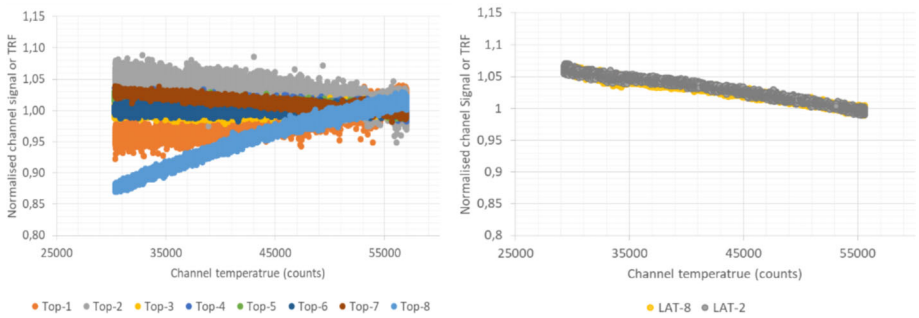 1,15
1,10
1,05
1,00
0,95
0,90
0,85
0,80
Normalised channel signal or TRF
25000 35000 45000 55000
Channel temperatrue (counts)
Top-1 Top-2 Top-3 Top-4 Top-5 Top-6 Top-7 Top-8
1,15
1,1
1,05
1
0,95
0,9
0,85
0,8
Normalised channel Signal or TRF
25000 35000 45000 55000
Channel temperatrue (counts)
LAT-8 LAT-2